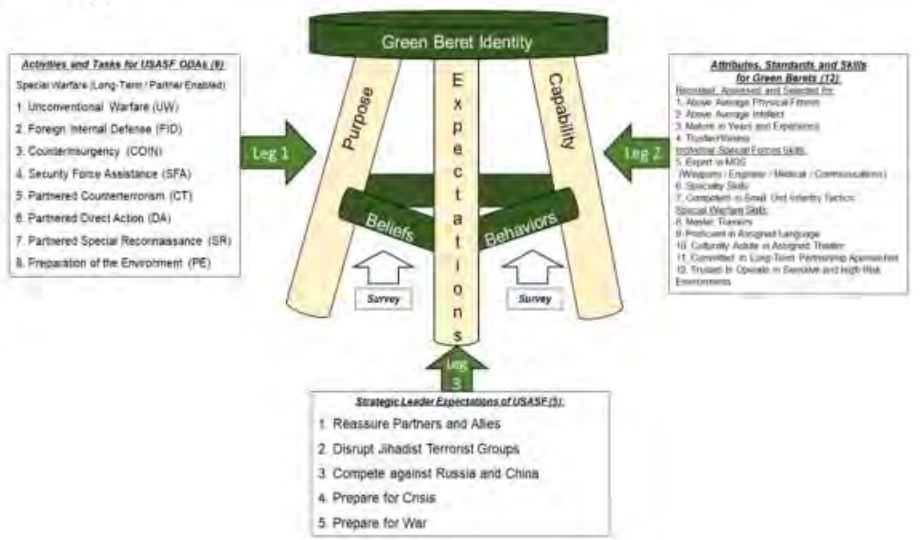 Green Beret Identity
Purpose
Expectations
Capability
Beliefs
Behaviors
Survey
Survey
Leg 1
Leg 2
Leg
3
Activities and Tasks for USASF ODAs (8)
Special Warfare (Long-Term / Partner Enabled)
1. Unconventional Warfare (UW)
2. Foreign Internal Defense (FID)
3. Counterinsurgency (COIN)
4. Security Force Assistance (SFA)
5. Partnered Counterterrorism (CT)
6. Partnered Direct Action (DA)
7. Partnered Special Reconnaissance (SR)
8. Preparation of the Environment (PE)
Attributes, Standards and Skills
for Green Berets (12)
Recruited, Assessed and Selected for:
1. Above Average Physical Fitness
2. Above Average Intellect
3. Mature in Years and Experience
4. Trustworthiness
Individual Special Forces Skills:
5. Expert in MOS
(Weapons / Engineer / Medical / Communications)
6. Specialty Skills
7. Competent in Small Unit Infantry Tactics
Special Warfare Skills:
8. Master Trainers
9. Proficient in Assigned Language
10. Culturally Astute in Assigned Theater
11. Committed to Long-Term Partnership Approaches
12. Trusted to Operate in Sensitive and High Risk
Environments
Strategic Leader Expectations of USASF (5):
1. Reassure Partners and Allies
2. Disrupt Jihadist Terrorist Groups
3. Compete against Russia and China
4. Prepare for Crisis
5. Prepare for War